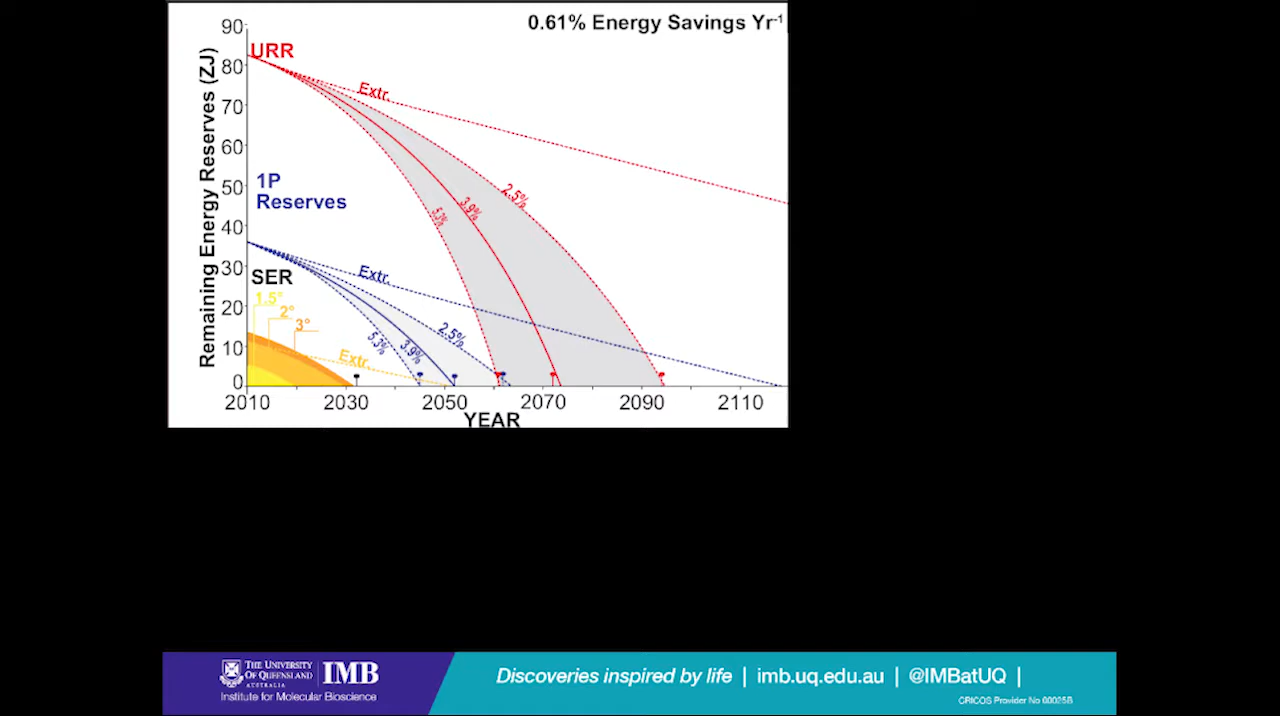 0.61% Energy Savings Yr-1
Remaining Energy Reserves (ZJ)
90
80
70
60
50
40
30
20
10
0
URR
Extr.
5.3%
3.9%
2.5%
1P
Reserves
Extr.
5.3%
3.9%
2.5%
SER
1.5°
2°
3°
Extr.
2010 2030 2050 2070 2090 2110
YEAR
THE UNIVERSITY
OF QUEENSLAND
AUSTRALIA
IMB
Institute for Molecular Bioscience
Discoveries inspired by life | imb.uq.edu.au | @IMBatUQ |
CRICOS Provider No 00025B